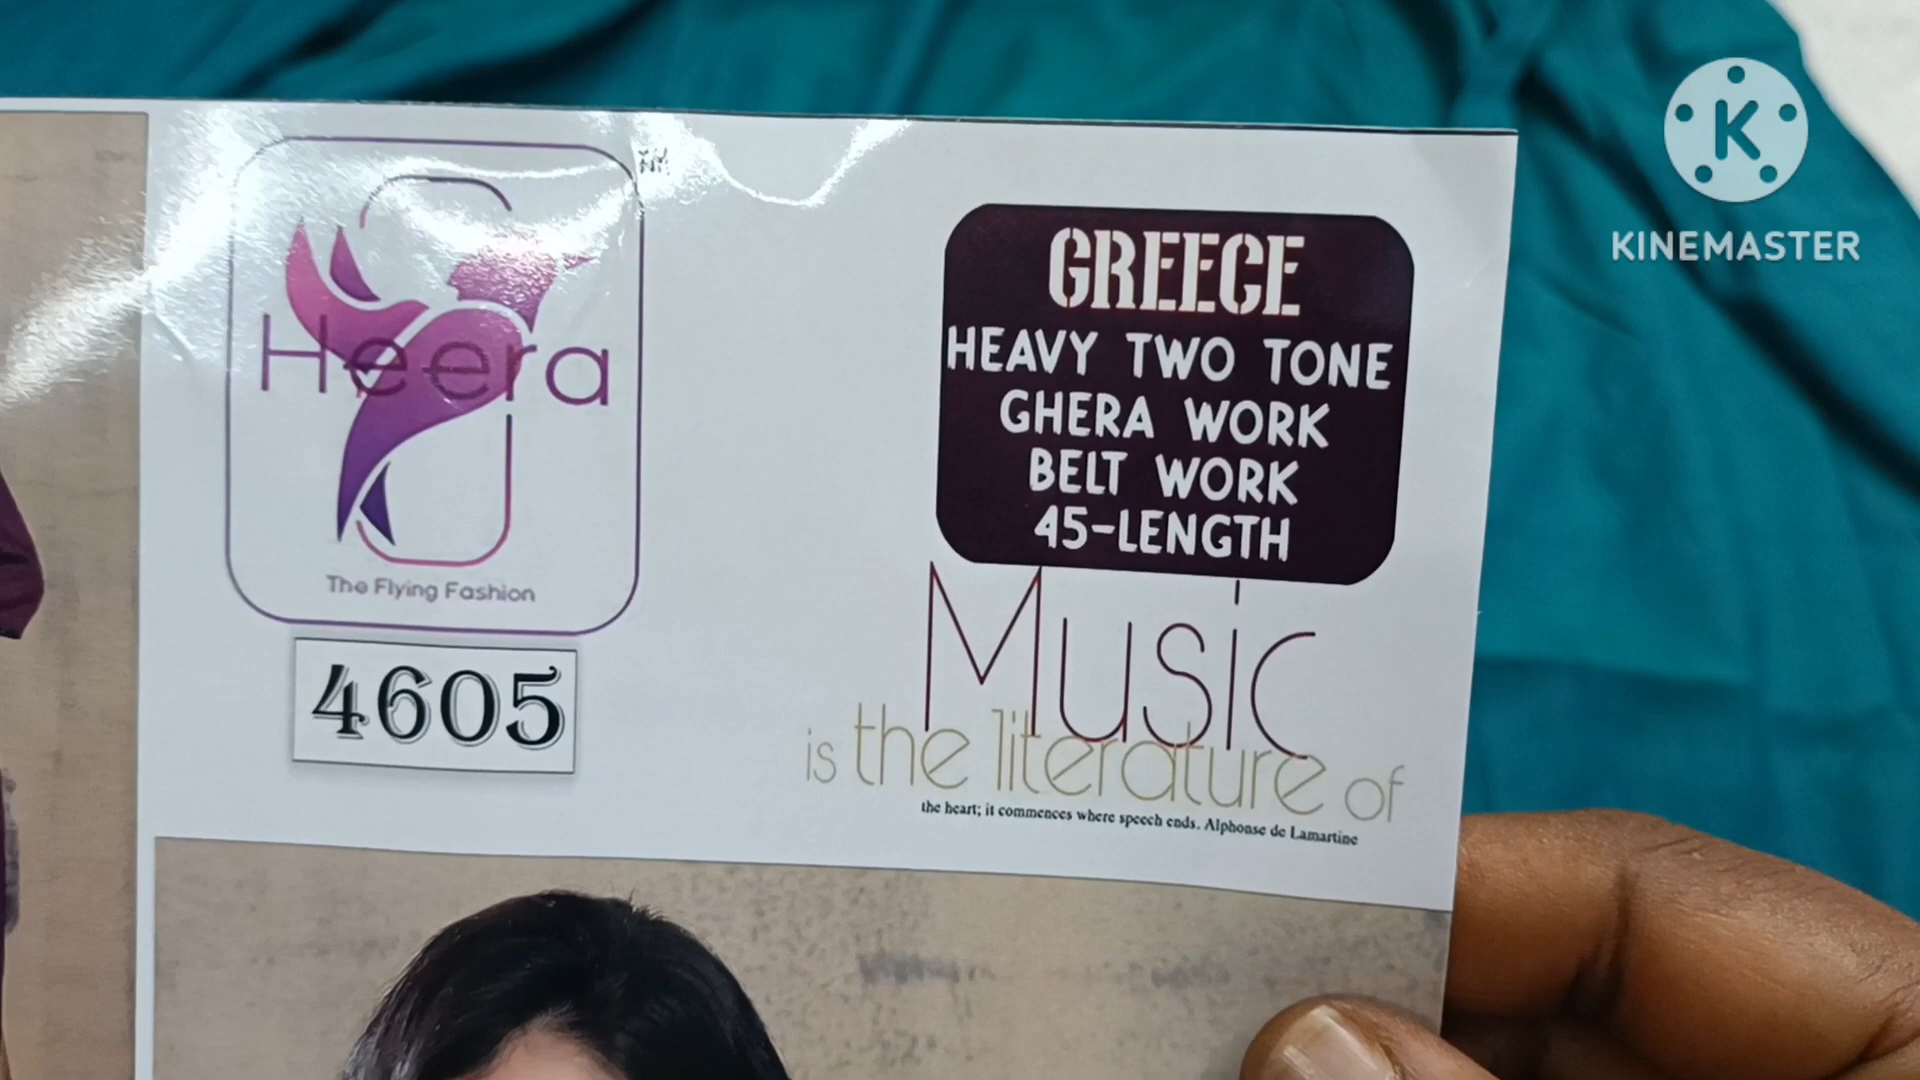 KINEMASTER
TM
Heera
The Flying Fashion
4605
GREECE
HEAVY TWO TONE
GHERA WORK
BELT WORK
45-LENGTH
Music
is the literature of
the heart; it commences where speech ends. Alphonse de Lamartine